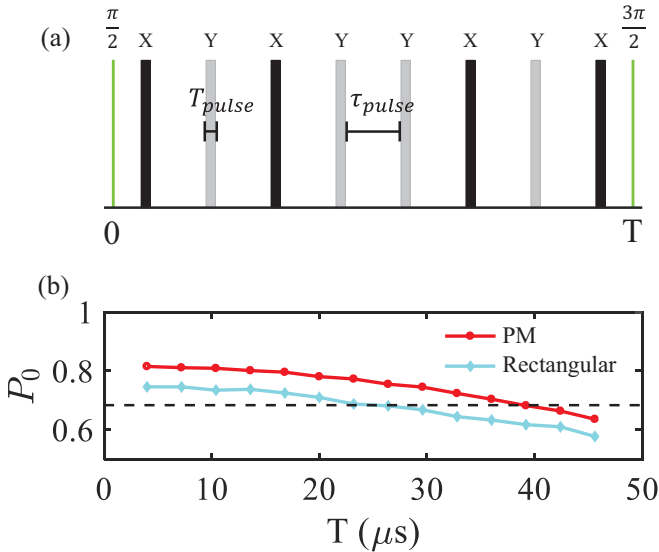 (a)
π/2 X Y X Y Y X Y X 3π/2
T_pulse τ_pulse
0 T
(b)
1
0.8
0.6
P_0
PM
Rectangular
0 10 20 30 40 50
T (μs)